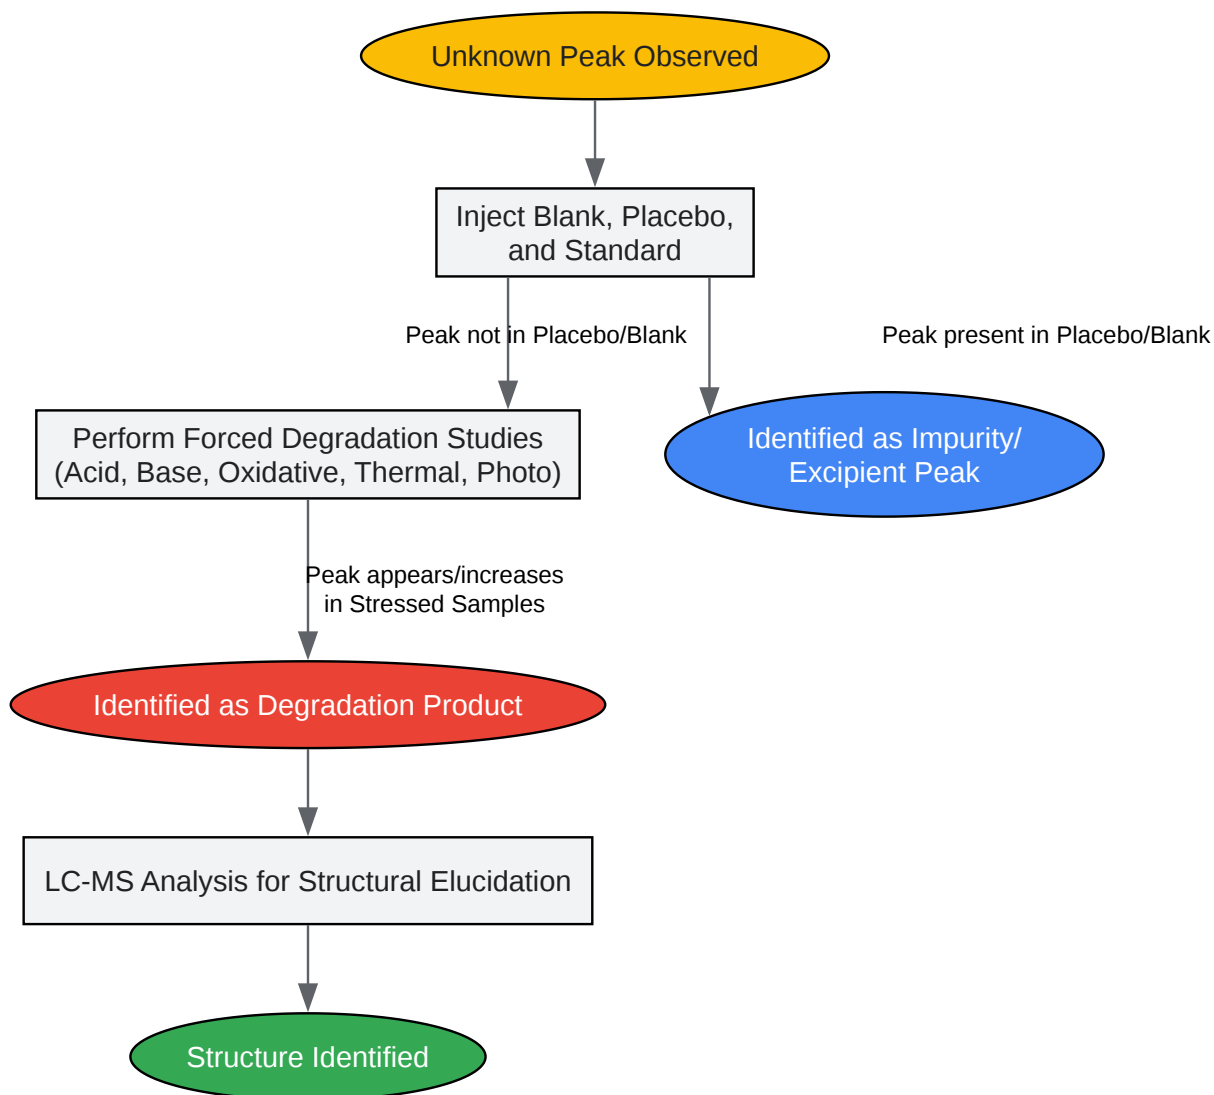 Unknown Peak Observed
Inject Blank, Placebo,
and Standard
Peak not in Placebo/Blank
Peak present in Placebo/Blank
Perform Forced Degradation Studies
(Acid, Base, Oxidative, Thermal, Photo)
Identified as Impurity/
Excipient Peak
Peak appears/increases
in Stressed Samples
Identified as Degradation Product
LC-MS Analysis for Structural Elucidation
Structure Identified